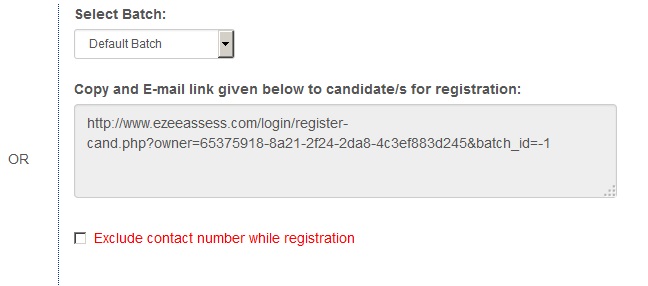 Select Batch:
Default Batch
Copy and E-mail link given below to candidate/s for registration:
http://www.ezeeassess.com/login/register-
cand.php?owner=65375918-8a21-2f24-2da8-4c3ef883d245&batch_id=-1
OR
Exclude contact number while registration